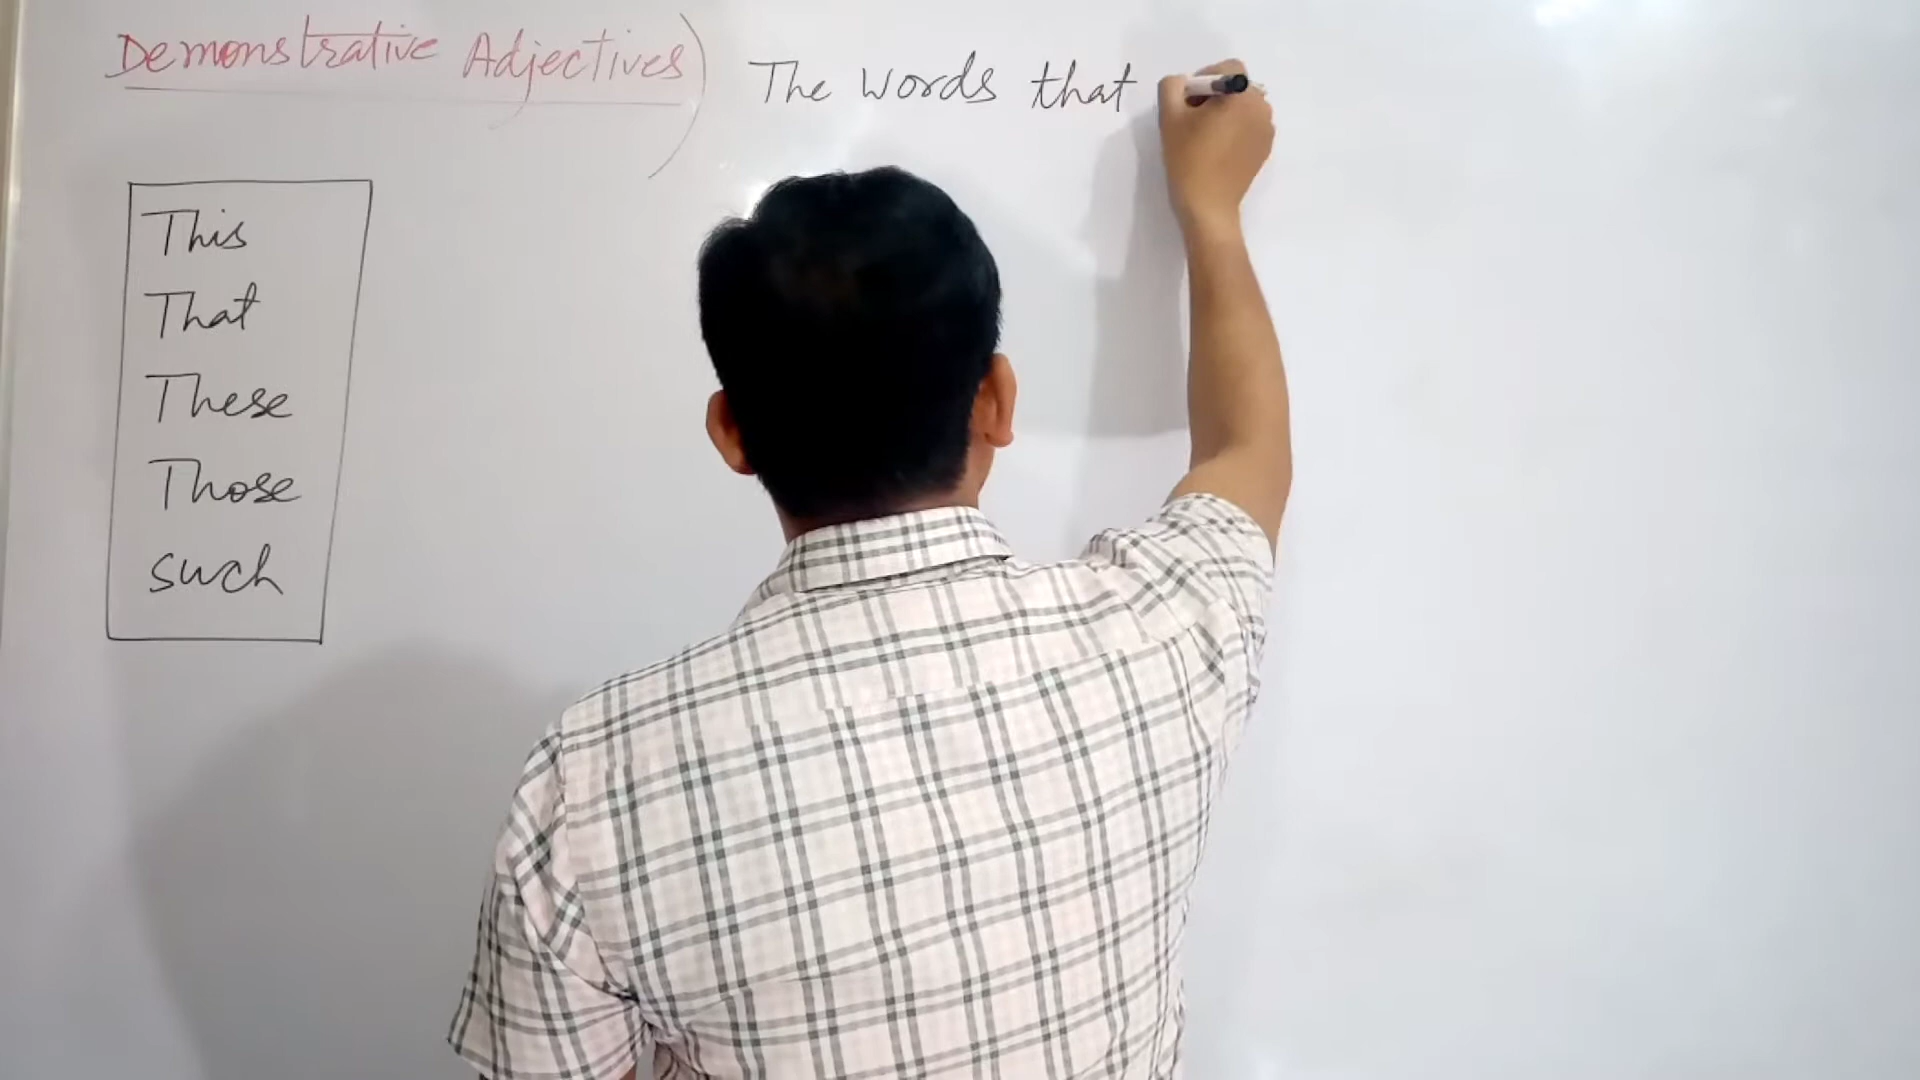 Demonstrative Adjectives) The words that
This
That
These
Those
such